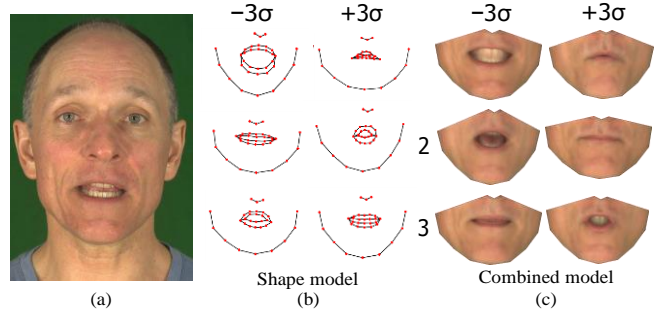 −3σ +3σ −3σ +3σ
2
3
Shape model Combined model
(a) (b) (c)